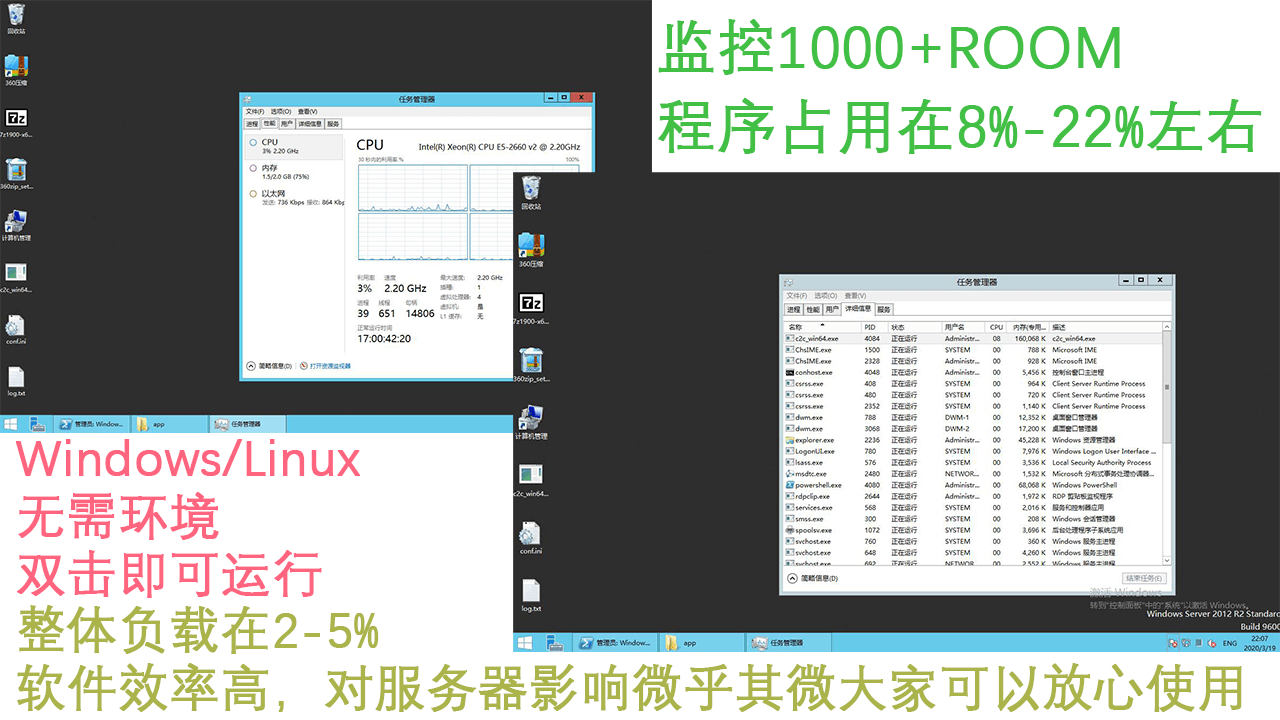 监控1000+ROOM
程序占用在8%-22%左右
回收站
360压缩
7z1900-x6...
360zip_set...
计算机管理
c2c_win64...
conf.ini
log.txt
任务管理器
文件(F) 选项(O) 查看(V)
进程 性能 用户 详细信息 服务
CPU
3% 2.20 GHz
内存
1.5/2.0 GB (75%)
以太网
发送: 736 Kbps 接收: 864 Kbp
CPU Intel(R) Xeon(R) CPU E5-2660 v2 @ 2.20GHz
30 秒内的利用率 % 100%
利用率 速度
3% 2.20 GHz
进程 线程 句柄
39 651 14806
正常运行时间
17:00:42:20
最大速度: 2.20 GHz
插槽: 1
虚拟处理器: 4
虚拟机: 是
L1 缓存: 无
简略信息(D) 打开资源监视器
管理员: Window... app 任务管理器
回收站
360压缩
7z1900-x6...
360zip_set...
计算机管理
c2c_win64...
conf.ini
log.txt
任务管理器
文件(F) 选项(O) 查看(V)
进程 性能 用户 详细信息 服务
名称 PID 状态 用户名 CPU 内存(专用... 描述
c2c_win64.exe 4084 正在运行 Administr... 08 160,068 K c2c_win64.exe
ChsIME.exe 1500 正在运行 SYSTEM 00 788 K Microsoft IME
ChsIME.exe 2328 正在运行 Administr... 00 928 K Microsoft IME
conhost.exe 4048 正在运行 Administr... 00 5,456 K 控制台窗口主进程
csrss.exe 408 正在运行 SYSTEM 00 964 K Client Server Runtime Process
csrss.exe 480 正在运行 SYSTEM 00 720 K Client Server Runtime Process
csrss.exe 2352 正在运行 SYSTEM 00 1,140 K Client Server Runtime Process
dwm.exe 788 正在运行 DWM-1 00 12,352 K 桌面窗口管理器
dwm.exe 3068 正在运行 DWM-2 00 17,200 K 桌面窗口管理器
explorer.exe 2236 正在运行 Administr... 00 45,228 K Windows 资源管理器
LogonUI.exe 780 正在运行 SYSTEM 00 7,976 K Windows Logon User Interface ...
lsass.exe 576 正在运行 SYSTEM 00 3,536 K Local Security Authority Process
msdtc.exe 2480 正在运行 NETWOR... 00 1,532 K Microsoft 分布式事务处理协调器...
powershell.exe 4080 正在运行 Administr... 00 68,068 K Windows PowerShell
rdpclip.exe 2644 正在运行 Administr... 00 1,972 K RDP 剪贴板监视程序
services.exe 568 正在运行 SYSTEM 00 2,016 K 服务和控制器应用
smss.exe 300 正在运行 SYSTEM 00 208 K Windows 会话管理器
spoolsv.exe 1072 正在运行 SYSTEM 00 3,696 K 后台处理程序子系统应用
svchost.exe 760 正在运行 SYSTEM 00 360 K Windows 服务主进程
svchost.exe 648 正在运行 SYSTEM 00 4,260 K Windows 服务主进程
svchost.exe 692 正在运行 NETWOR... 00 2,552 K Windows 服务主进程
简略信息(D) 结束任务(E)
激活 Windows
转到"控制面板"中的"系统"以激活 Windows。
Windows Server 2012 R2 Standard
Build 9600
管理员: Window... app 任务管理器 ENG 22:07
2020/3/19
Windows/Linux
无需环境
双击即可运行
整体负载在2-5%
软件效率高，对服务器影响微乎其微大家可以放心使用